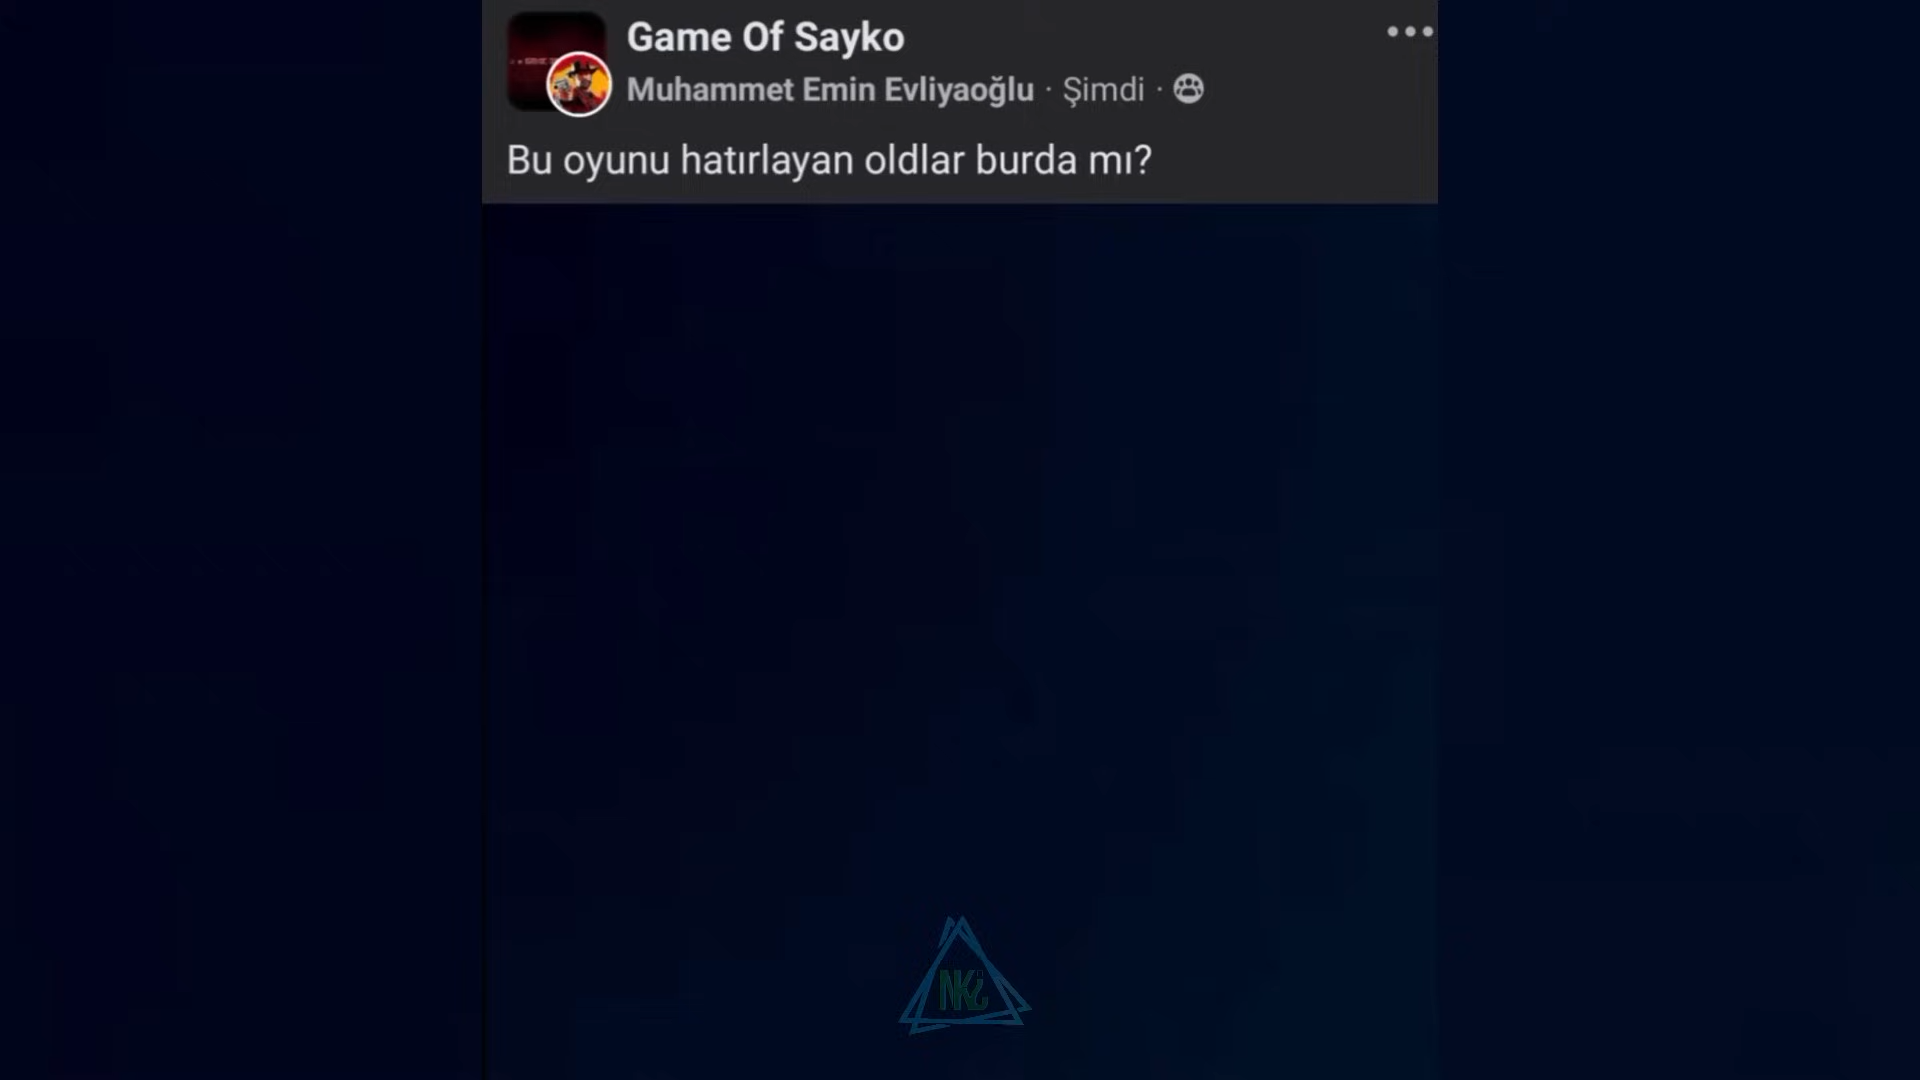 Game Of Sayko
Muhammet Emin Evliyaoğlu · Şimdi ·
Bu oyunu hatırlayan oldlar burda mı?